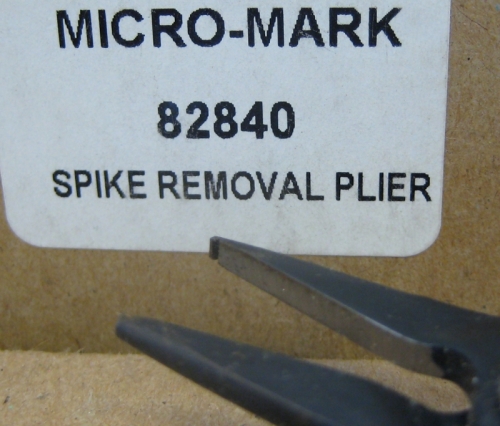 MICRO-MARK
82840
SPIKE REMOVAL PLIER